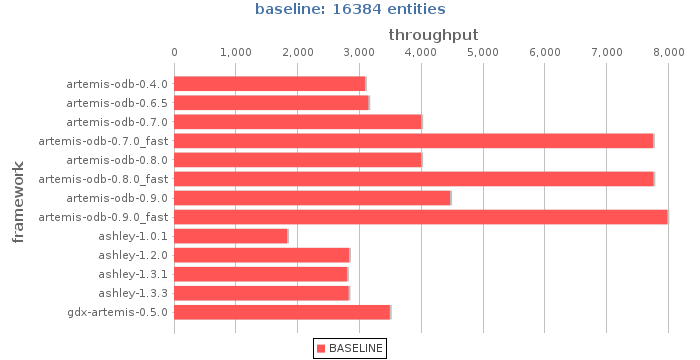 baseline: 16384 entities
throughput
0 1,000 2,000 3,000 4,000 5,000 6,000 7,000 8,000
framework
artemis-odb-0.4.0
artemis-odb-0.6.5
artemis-odb-0.7.0
artemis-odb-0.7.0_fast
artemis-odb-0.8.0
artemis-odb-0.8.0_fast
artemis-odb-0.9.0
artemis-odb-0.9.0_fast
ashley-1.0.1
ashley-1.2.0
ashley-1.3.1
ashley-1.3.3
gdx-artemis-0.5.0
BASELINE